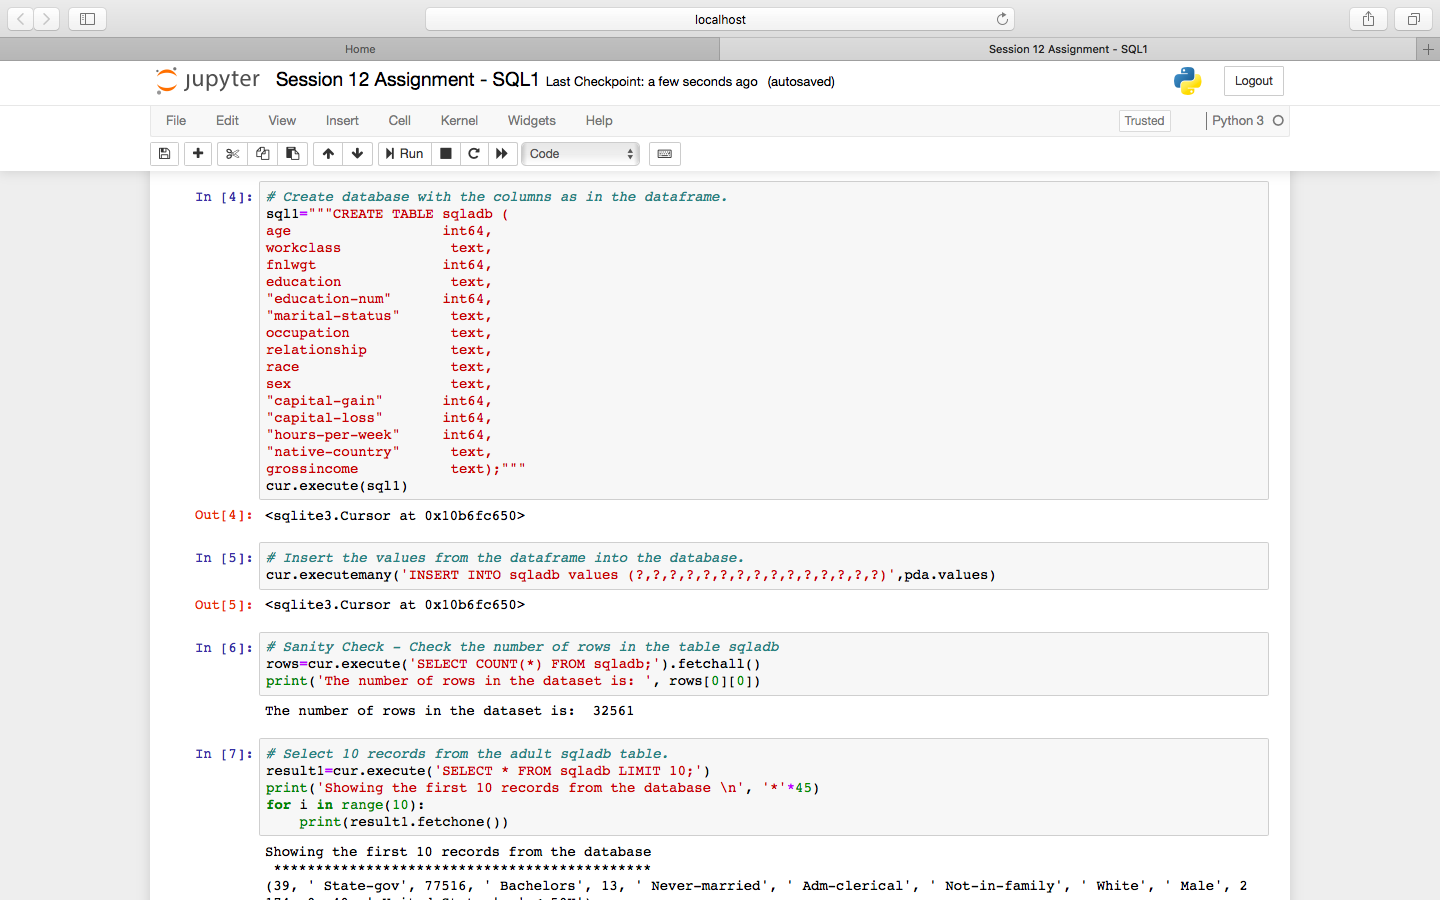 localhost
Home
Session 12 Assignment - SQL1
jupyter Session 12 Assignment - SQL1 Last Checkpoint: a few seconds ago (autosaved)
Logout
File Edit View Insert Cell Kernel Widgets Help
Trusted
Python 3
Run
Code
In [4]: # Create database with the columns as in the dataframe.
sql1="""CREATE TABLE sqladb (
age int64,
workclass text,
fnlwgt int64,
education text,
"education-num" int64,
"marital-status" text,
occupation text,
relationship text,
race text,
sex text,
"capital-gain" int64,
"capital-loss" int64,
"hours-per-week" int64,
"native-country" text,
grossincome text);"""
cur.execute(sql1)
Out[4]: <sqlite3.Cursor at 0x10b6fc650>
In [5]: # Insert the values from the dataframe into the database.
cur.executemany('INSERT INTO sqladb values (?,?,?,?,?,?,?,?,?,?,?,?,?,?,?)',pda.values)
Out[5]: <sqlite3.Cursor at 0x10b6fc650>
In [6]: # Sanity Check - Check the number of rows in the table sqladb
rows=cur.execute('SELECT COUNT(*) FROM sqladb;').fetchall()
print('The number of rows in the dataset is: ', rows[0][0])
The number of rows in the dataset is:  32561
In [7]: # Select 10 records from the adult sqladb table.
result1=cur.execute('SELECT * FROM sqladb LIMIT 10;')
print('Showing the first 10 records from the database \n', '*'*45)
for i in range(10):
    print(result1.fetchone())
Showing the first 10 records from the database
 *********************************************
(39, ' State-gov', 77516, ' Bachelors', 13, ' Never-married', ' Adm-clerical', ' Not-in-family', ' White', ' Male', 2